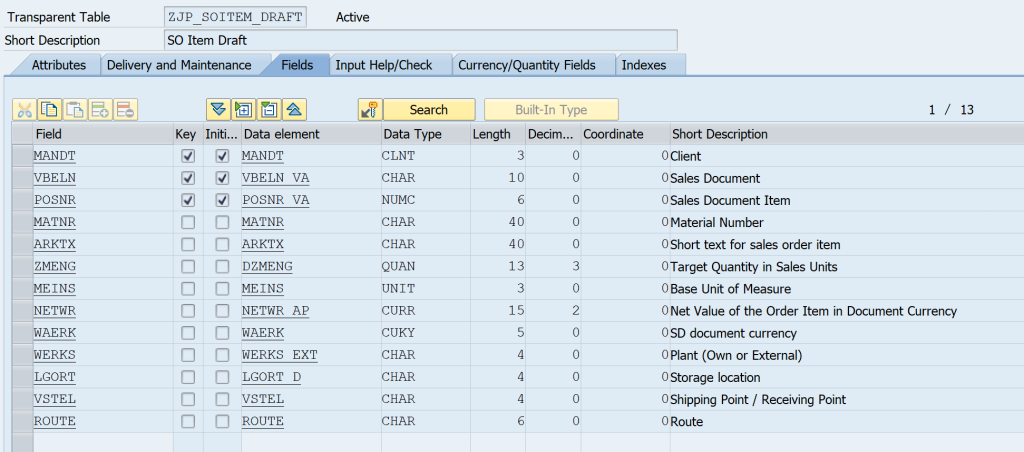 Transparent Table ZJP_SOITEM_DRAFT Active
Short Description SO Item Draft
Attributes Delivery and Maintenance Fields Input Help/Check Currency/Quantity Fields Indexes
Search Built-In Type 1 / 13
Field Key Initi... Data element Data Type Length Decim... Coordinate Short Description
MANDT MANDT CLNT 3 0 0 Client
VBELN VBELN_VA CHAR 10 0 0 Sales Document
POSNR POSNR_VA NUMC 6 0 0 Sales Document Item
MATNR MATNR CHAR 40 0 0 Material Number
ARKTX ARKTX CHAR 40 0 0 Short text for sales order item
ZMENG DZMENG QUAN 13 3 0 Target Quantity in Sales Units
MEINS MEINS UNIT 3 0 0 Base Unit of Measure
NETWR NETWR_AP CURR 15 2 0 Net Value of the Order Item in Document Currency
WAERK WAERK CUKY 5 0 0 SD document currency
WERKS WERKS_EXT CHAR 4 0 0 Plant (Own or External)
LGORT LGORT_D CHAR 4 0 0 Storage location
VSTEL VSTEL CHAR 4 0 0 Shipping Point / Receiving Point
ROUTE ROUTE CHAR 6 0 0 Route